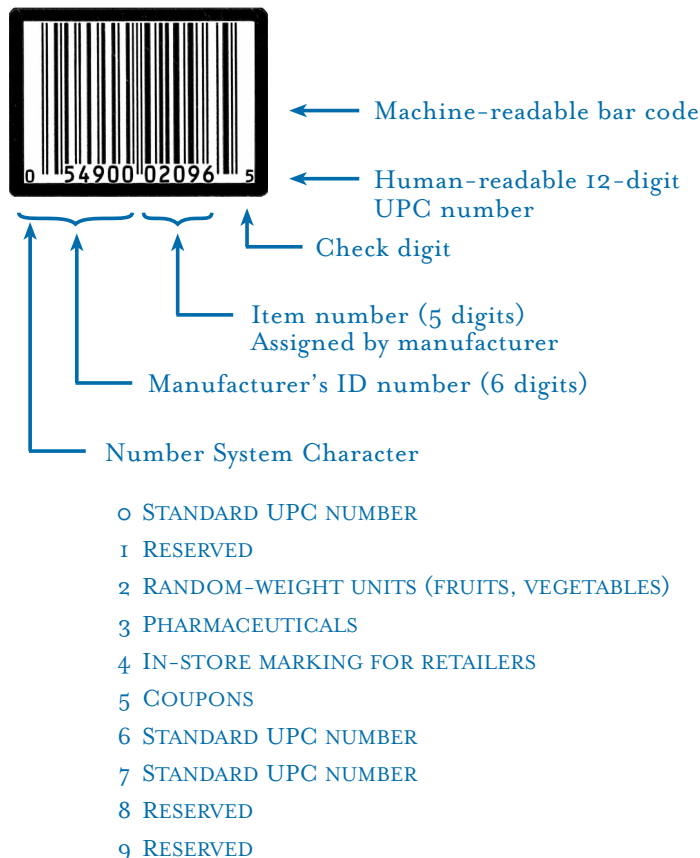 0 54900 02096 5
Machine-readable bar code
Human-readable 12-digit
UPC number
Check digit
Item number (5 digits)
Assigned by manufacturer
Manufacturer's ID number (6 digits)
Number System Character
0 STANDARD UPC NUMBER
1 RESERVED
2 RANDOM-WEIGHT UNITS (FRUITS, VEGETABLES)
3 PHARMACEUTICALS
4 IN-STORE MARKING FOR RETAILERS
5 COUPONS
6 STANDARD UPC NUMBER
7 STANDARD UPC NUMBER
8 RESERVED
9 RESERVED